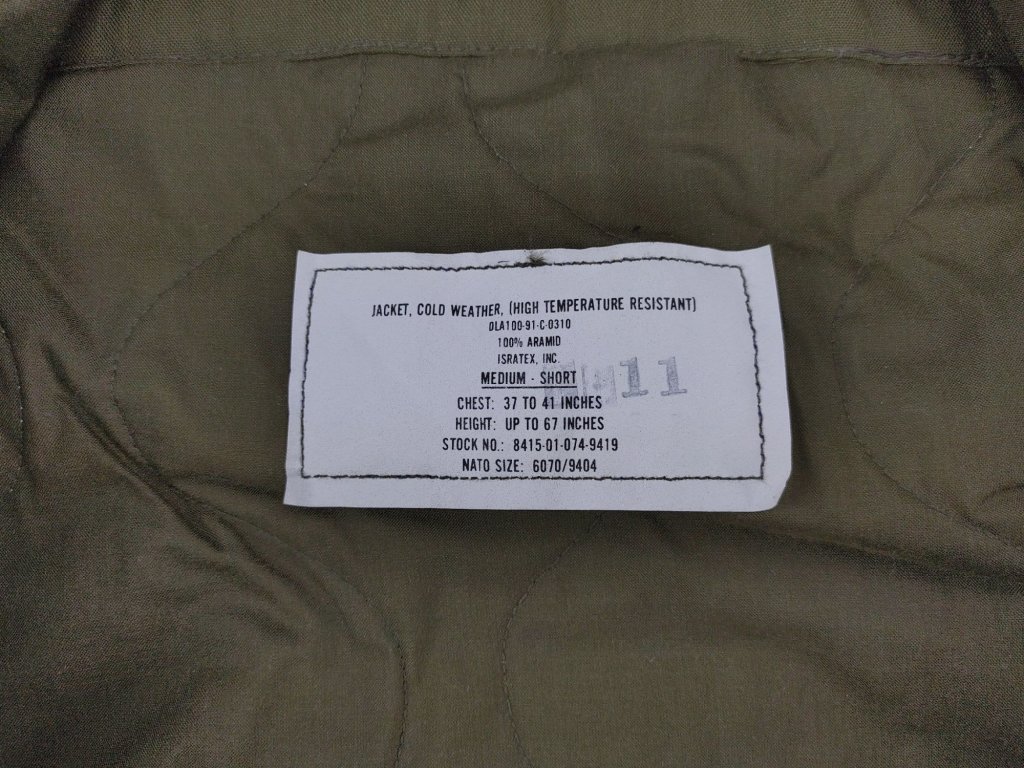 JACKET, COLD WEATHER, (HIGH TEMPERATURE RESISTANT)
DLA100-91-C-0310
100% ARAMID
ISRATEX, INC.
MEDIUM - SHORT
11
CHEST: 37 TO 41 INCHES
HEIGHT: UP TO 67 INCHES
STOCK NO.: 8415-01-074-9419
NATO SIZE: 6070/9404